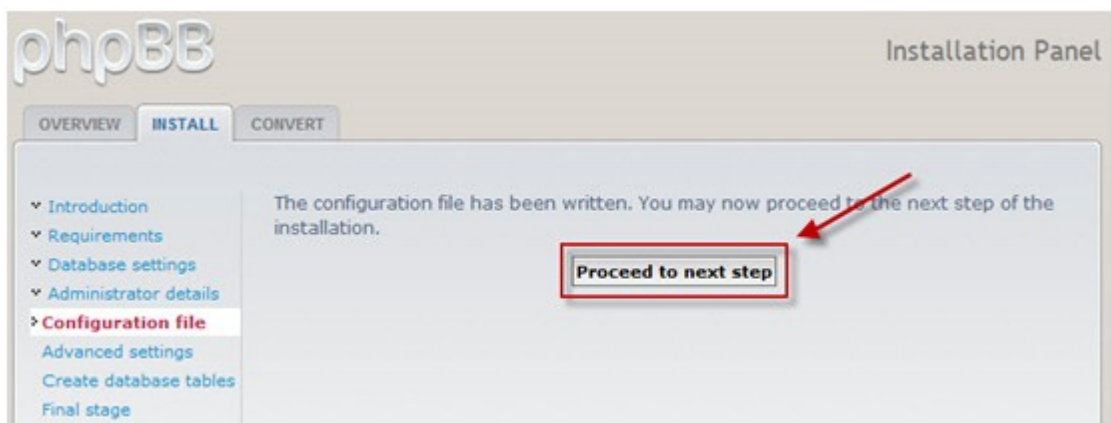 phpBB
Installation Panel
OVERVIEW
INSTALL
CONVERT
Introduction
Requirements
Database settings
Administrator details
Configuration file
Advanced settings
Create database tables
Final stage
The configuration file has been written. You may now proceed to the next step of the
installation.
Proceed to next step